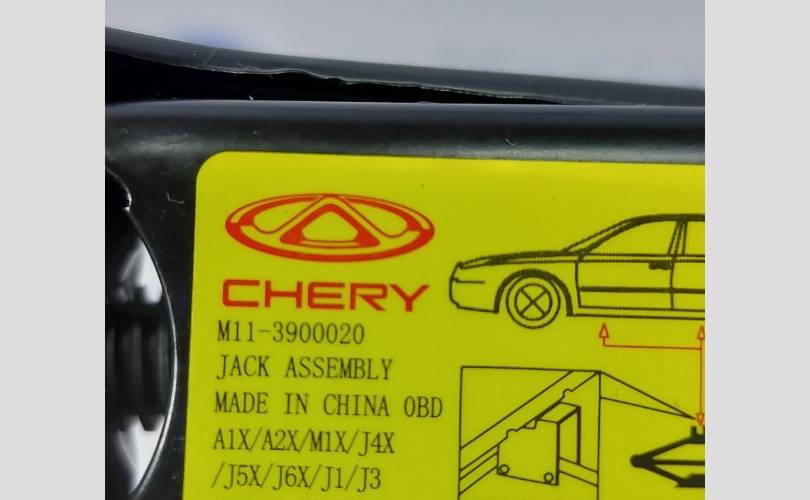 CHERY
M11-3900020
JACK ASSEMBLY
MADE IN CHINA OBD
A1X/A2X/M1X/J4X
/J5X/J6X/J1/J3